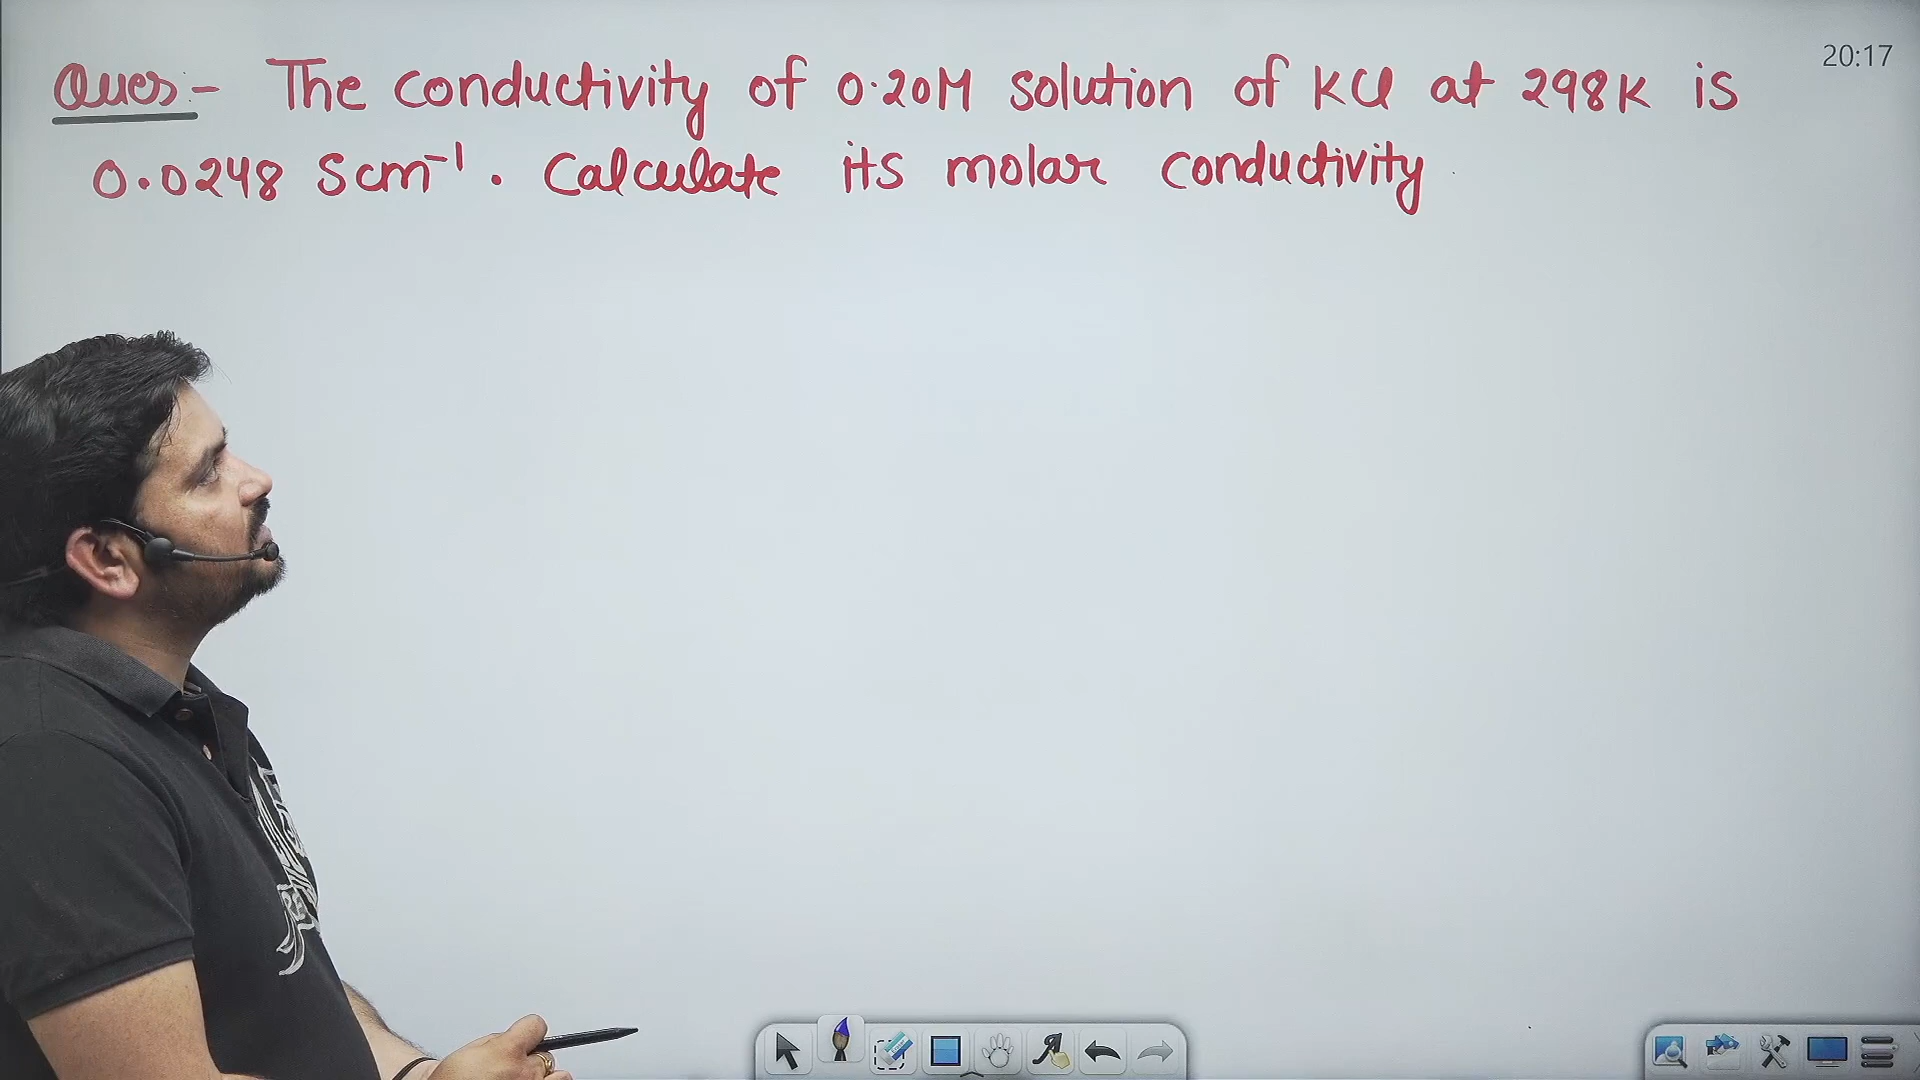 20:17
Ques:- The conductivity of 0.20M solution of KCl at 298K is
0.0248 Scm⁻¹. Calculate its molar conductivity